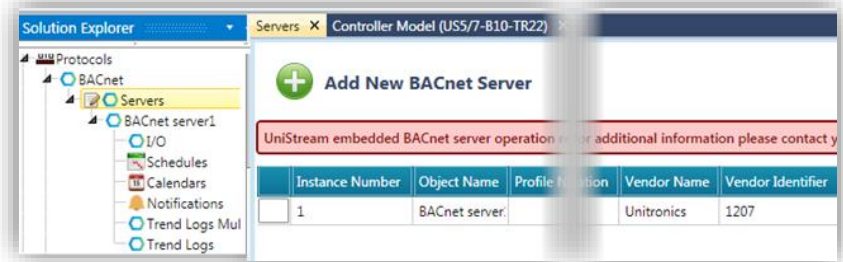 Solution Explorer
Servers X Controller Model (US5/7-B10-TR22)
Protocols
BACnet
Servers
BACnet server1
I/O
Schedules
Calendars
Notifications
Trend Logs Mul
Trend Logs
Add New BACnet Server
UniStream embedded BACnet server operation additional information please contact y
Instance Number Object Name Profile Vendor Name Vendor Identifier
1 BACnet server Unitronics 1207